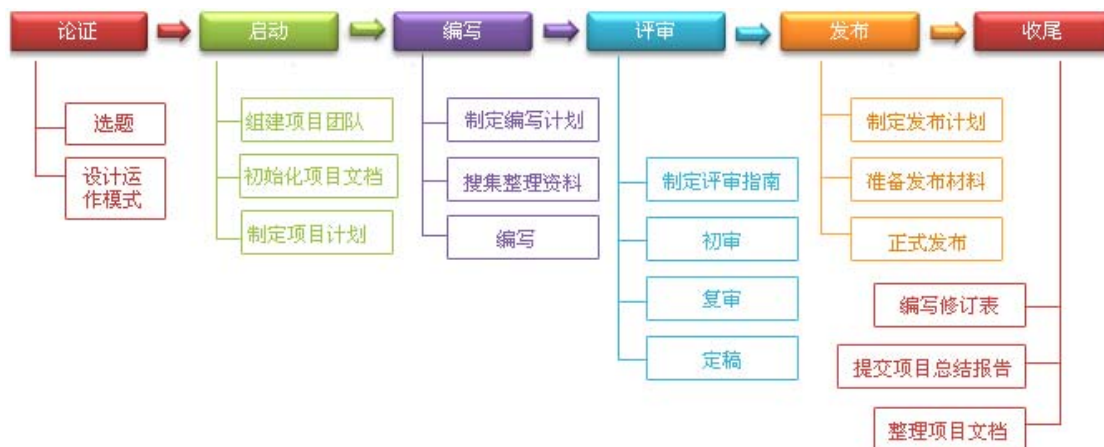 论证
启动
编写
评审
发布
收尾
选题
设计运
作模式
组建项目团队
初始化项目文档
制定项目计划
制定编写计划
搜集整理资料
编写
制定评审指南
初审
复审
定稿
制定发布计划
准备发布材料
正式发布
编写修订表
提交项目总结报告
整理项目文档